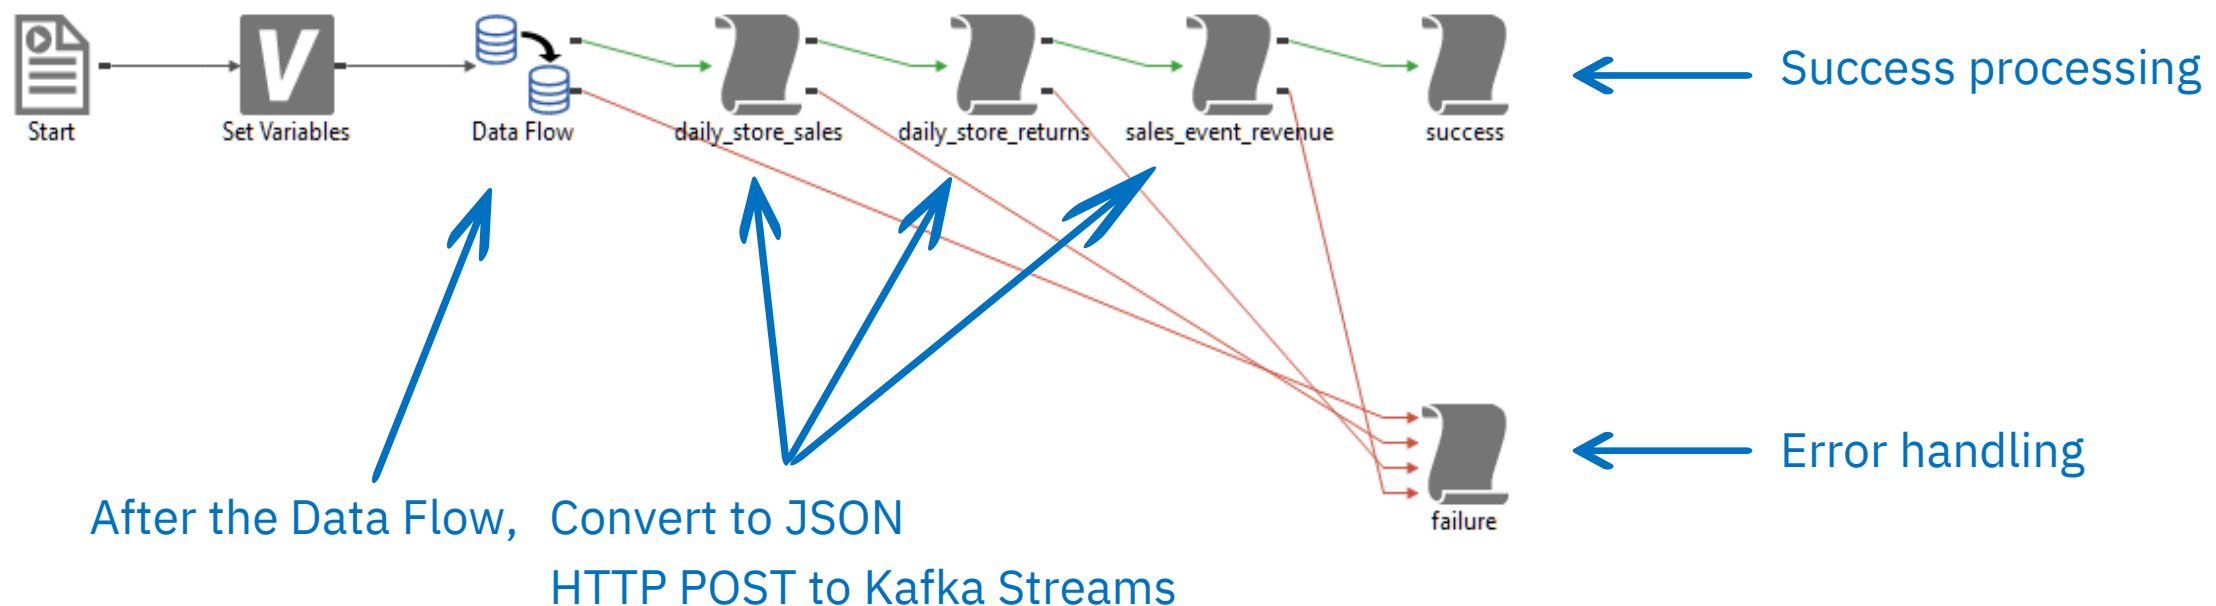 Start
Set Variables
Data Flow
daily_store_sales
daily_store_returns
sales_event_revenue
success
Success processing
failure
Error handling
After the Data Flow,
Convert to JSON
HTTP POST to Kafka Streams